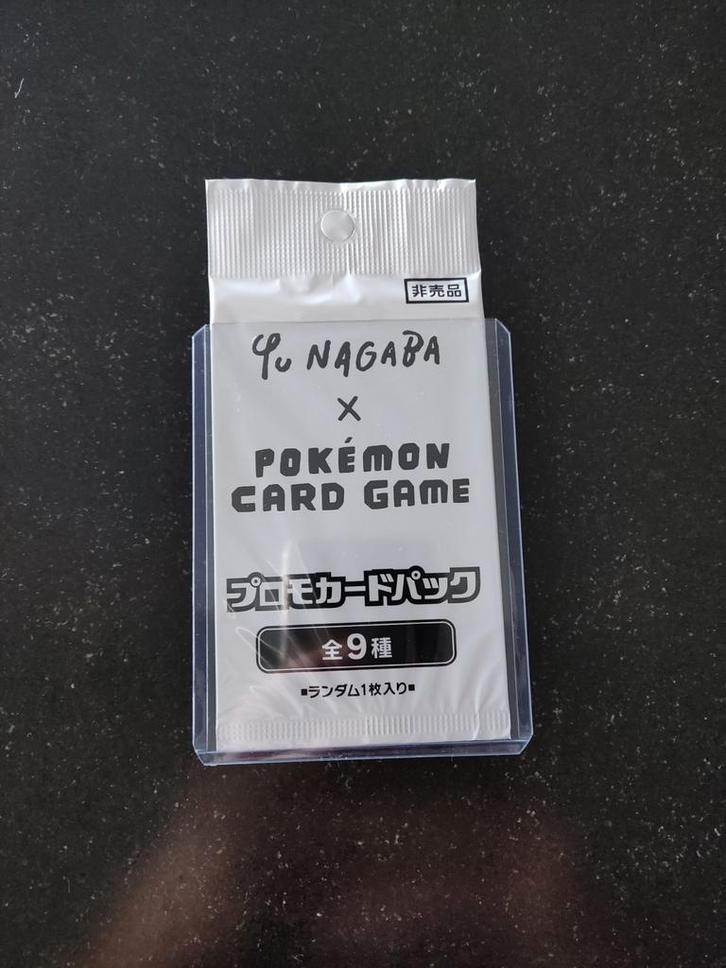 非売品
Yu NAGABA
X
POKÉMON
CARD GAME
プロモカードパック
全9種
■ランダム1枚入り■